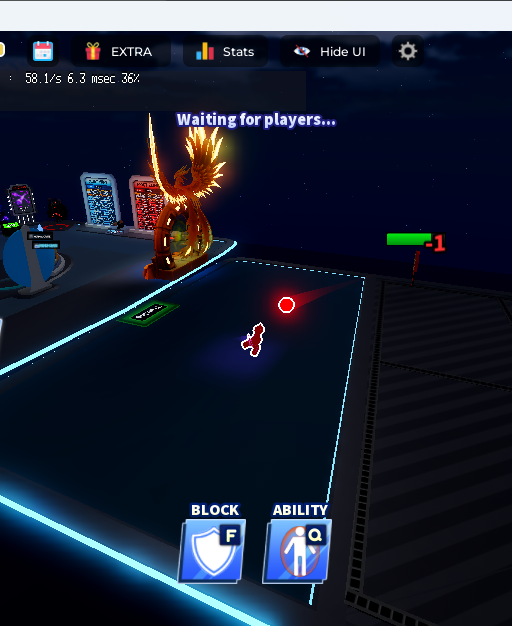 EXTRA
Stats
Hide UI
: 58.1/s 6.3 msec 36%
Waiting for players...
-1
BLOCK
ABILITY
F
Q